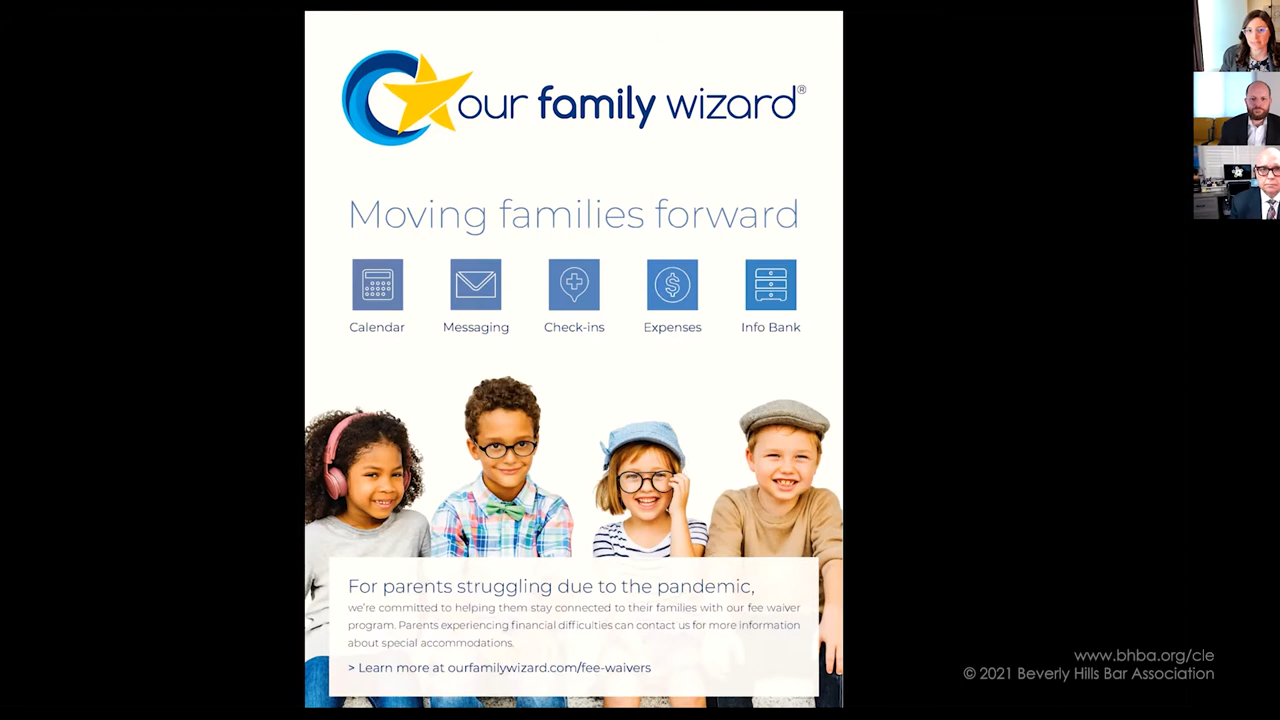 our family wizard®
Moving families forward
Calendar
Messaging
Check-ins
Expenses
Info Bank
For parents struggling due to the pandemic,
we're committed to helping them stay connected to their families with our fee waiver
program. Parents experiencing financial difficulties can contact us for more information
about special accommodations.
> Learn more at ourfamilywizard.com/fee-waivers
www.bhba.org/cle
© 2021 Beverly Hills Bar Association